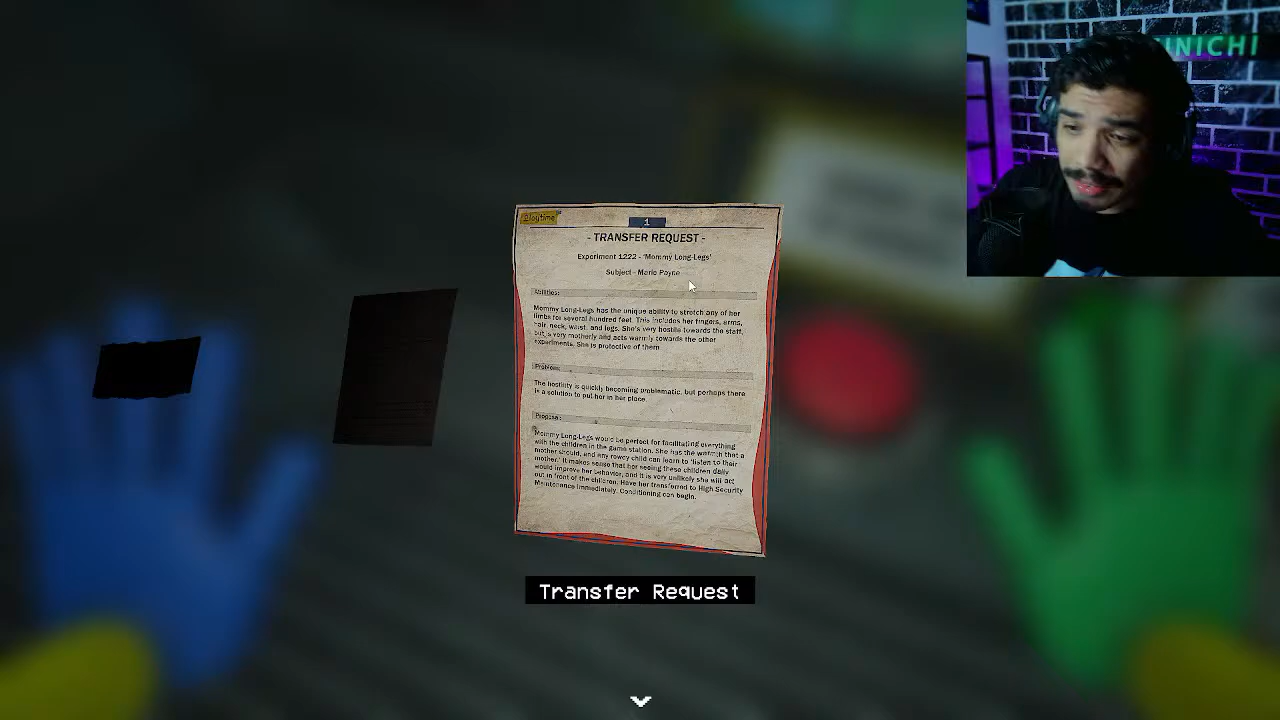 UNICHI
Playtime
1
- TRANSFER REQUEST -
Experiment 1222 - 'Mommy Long-Legs'
Subject - Marie Payne
Abilities:
Mommy Long-Legs has the unique ability to stretch any of her
limbs for several hundred feet. This includes her fingers, arms,
hair, neck, waist, and legs. She's very hostile towards the staff,
but is very motherly and acts warmly towards the other
experiments. She is protective of them.
Problem:
The hostility is quickly becoming problematic, but perhaps there
is a solution to put her in her place.
Propose:
Mommy Long-Legs would be perfect for facilitating everything
with the children in the game station. She has the warmth that a
mother should, and any rowdy child can learn to 'listen to their
mother.' It makes sense that her seeing these children daily
would improve her behavior, and it is very unlikely she will act
out in front of the children. Have her transferred to High Security
Maintenance immediately. Conditioning can begin.
Transfer Request